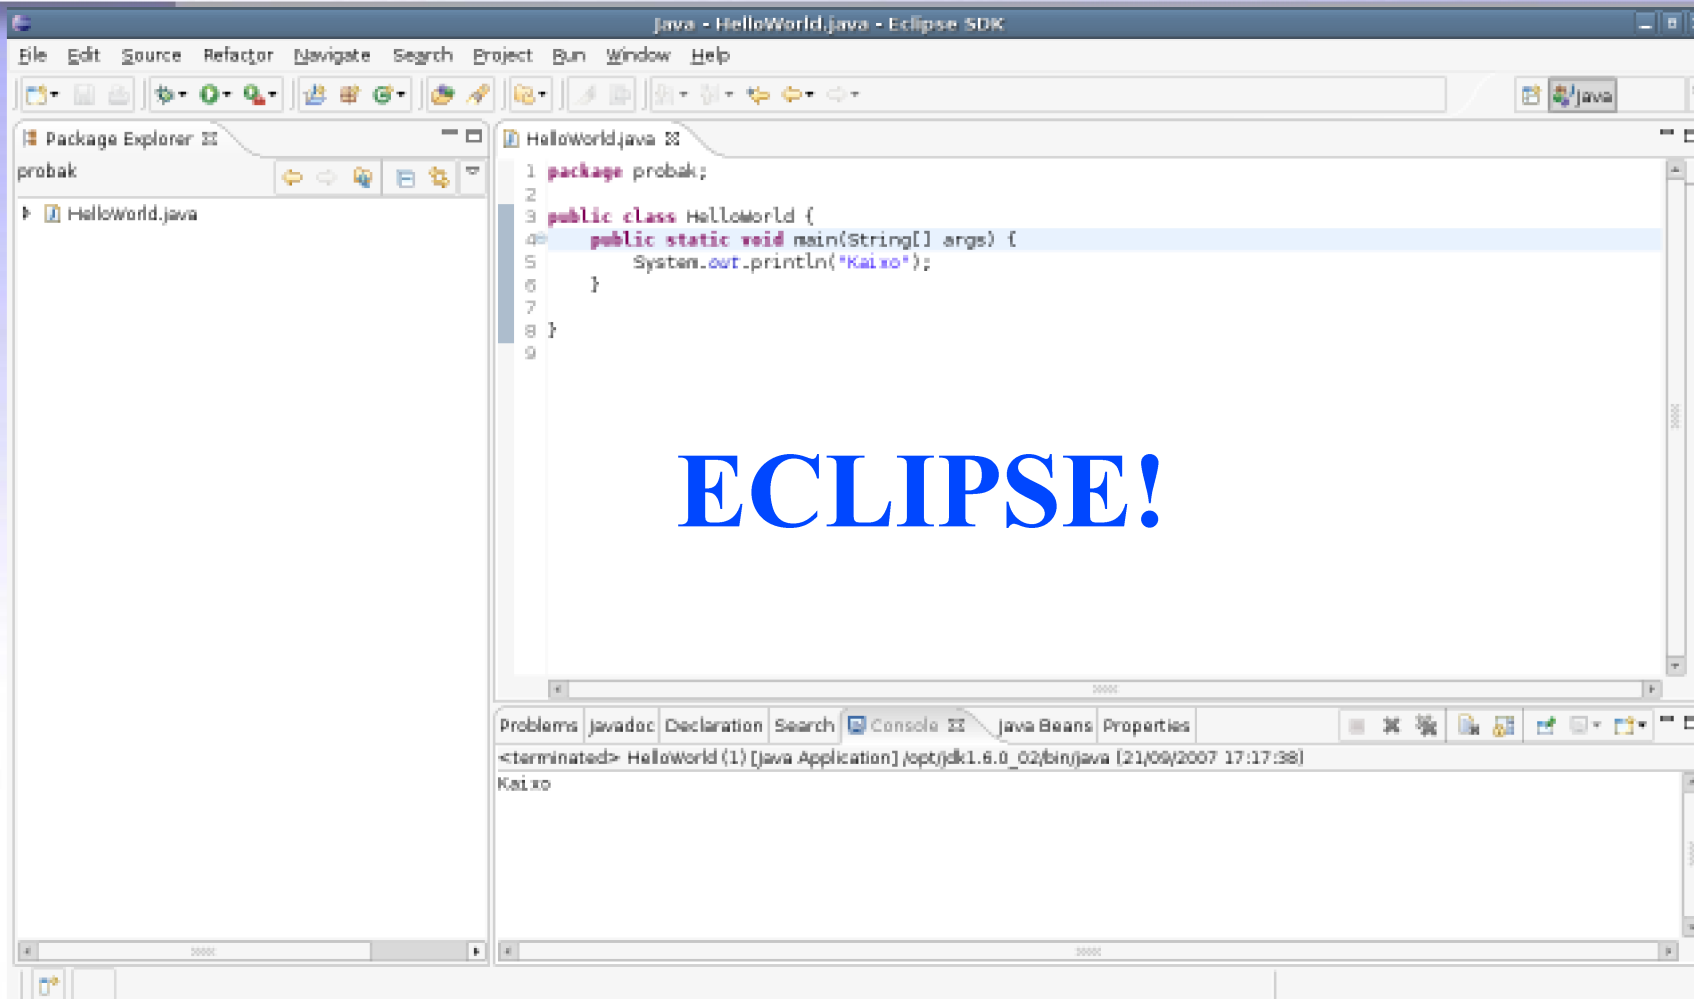 Java - HelloWorld.java - Eclipse SDK
File Edit Source Refactor Navigate Search Project Run Window Help
Java
Package Explorer
HelloWorld.java
probak
HelloWorld.java
1 package probak;
2
3 public class HelloWorld {
4 public static void main(String[] args) {
5 System.out.println("Kaixo");
6 }
7
8 }
9
ECLIPSE!
Problems Javadoc Declaration Search Console Java Beans Properties
<terminated> HelloWorld (1) [Java Application] /opt/jdk1.6.0_02/bin/java (21/09/2007 17:17:38)
Kaixo